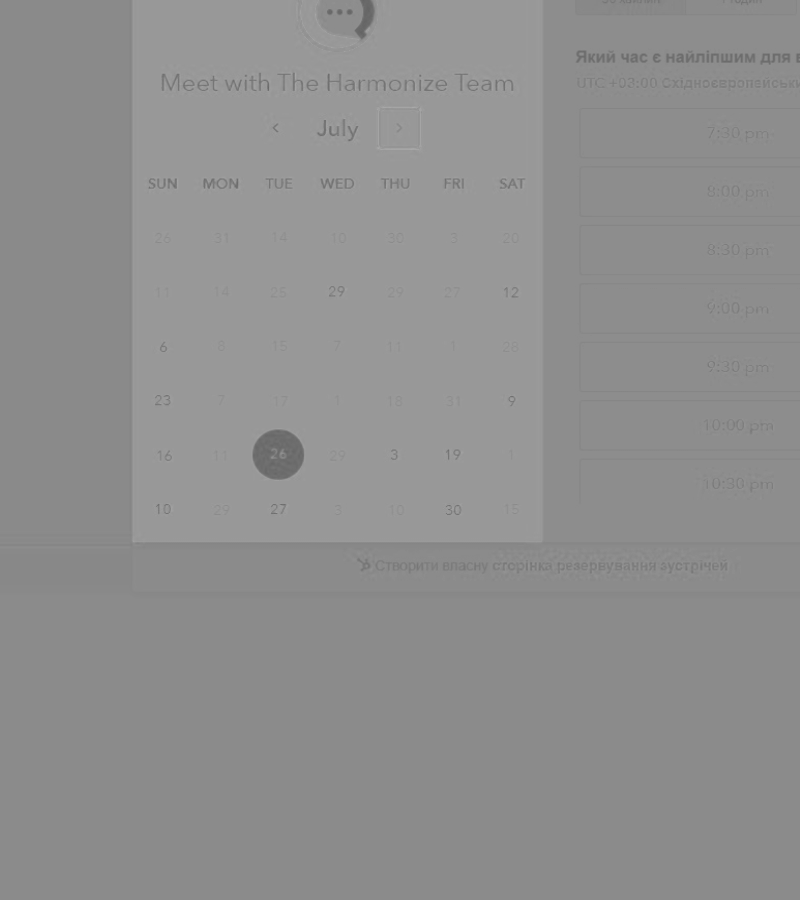 Meet with The Harmonize Team
July
SUN MON TUE WED THU FRI SAT
26 31 14 10 30 3 20
11 14 25 29 29 27 12
6 8 15 7 11 1 28
23 7 17 1 18 31 9
16 11 26 29 3 19 1
10 29 27 3 10 30 15
Який час є найліпшим для
UTC +03:00 Східноєвропейськи
7:30 pm
8:00 pm
8:30 pm
9:00 pm
9:30 pm
10:00 pm
10:30 pm
Створити власну сторінка резервування зустрічей